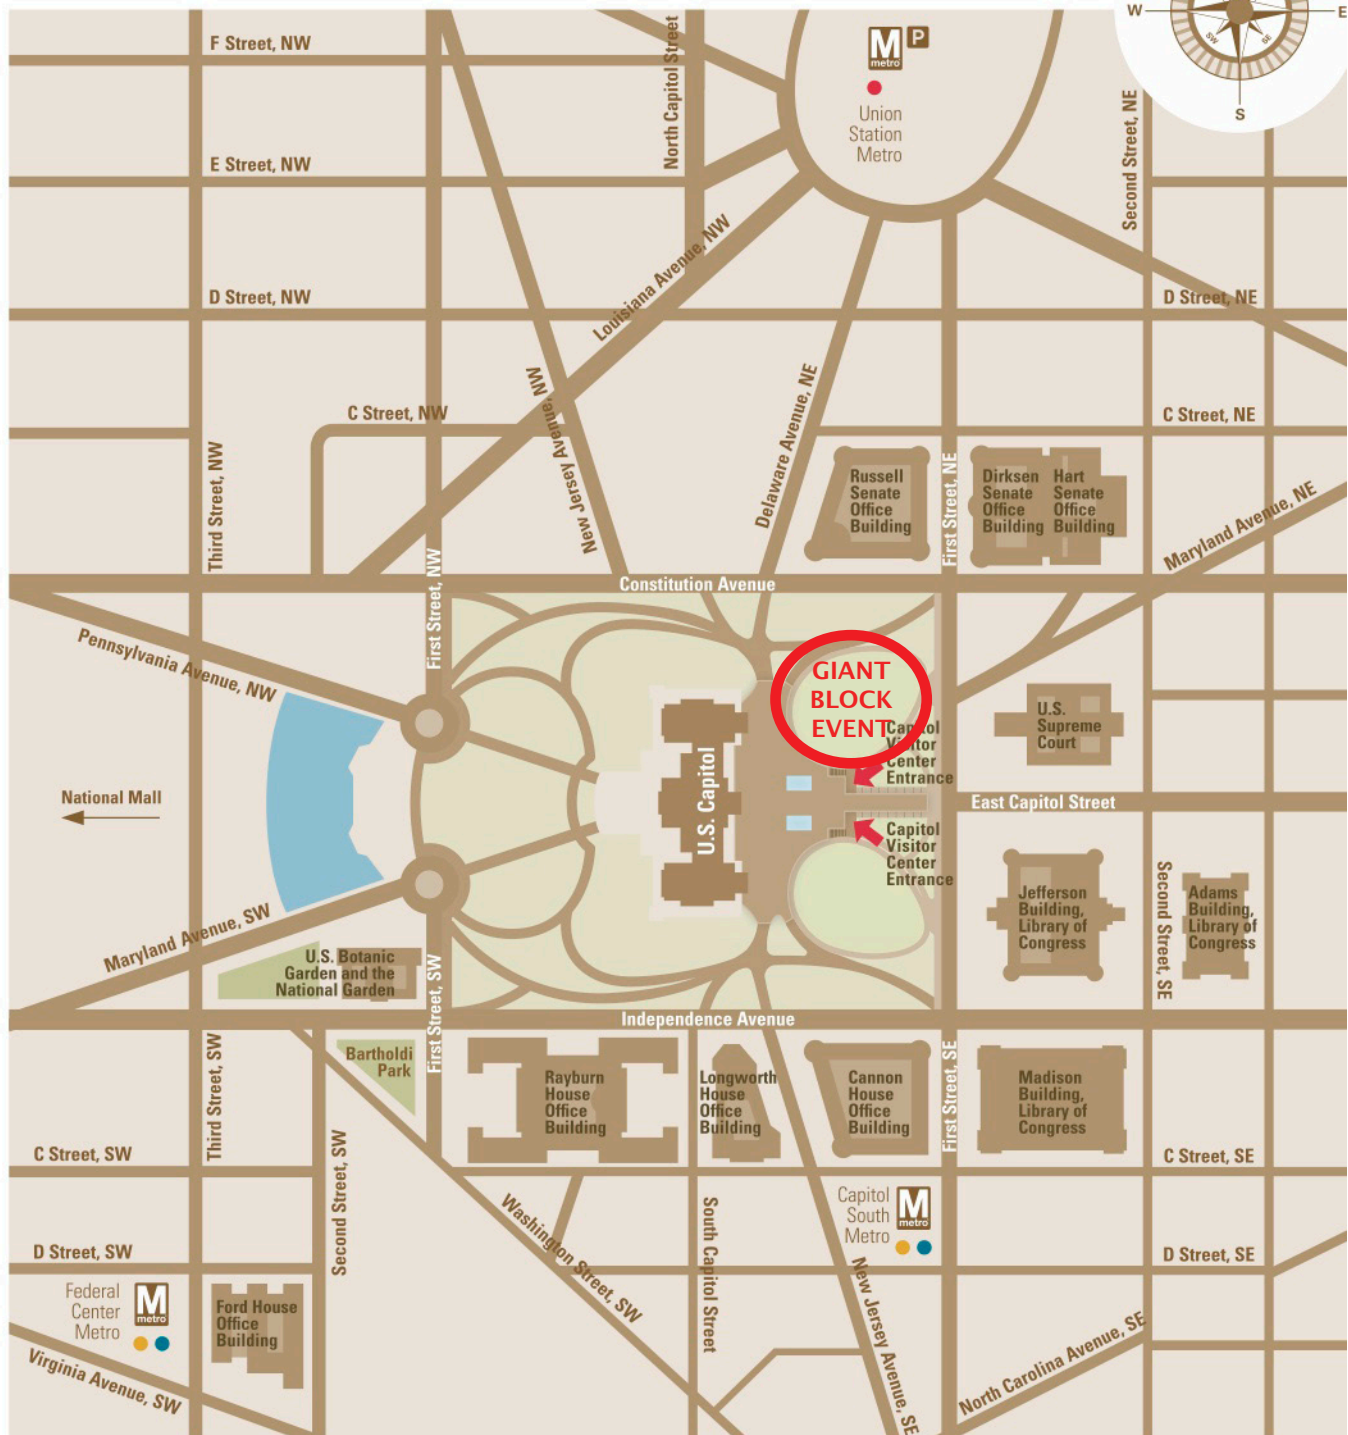 W
E
SW
SE
S
F Street, NW
North Capitol Street
M
metro
P
Union
Station
Metro
Second Street, NE
E Street, NW
Louisiana Avenue, NW
D Street, NW
D Street, NE
New Jersey Avenue, NW
Delaware Avenue, NE
C Street, NW
C Street, NE
Third Street, NW
First Street, NW
Russell
Senate
Office
Building
First Street, NE
Dirksen
Senate
Office
Building
Hart
Senate
Office
Building
Maryland Avenue, NE
Constitution Avenue
Pennsylvania Avenue, NW
GIANT
BLOCK
EVENT
Capitol
Visitor
Center
Entrance
U.S. Capitol
U.S.
Supreme
Court
National Mall
East Capitol Street
Capitol
Visitor
Center
Entrance
Jefferson
Building,
Library of
Congress
Second Street, SE
Adams
Building,
Library of
Congress
Maryland Avenue, SW
U.S. Botanic
Garden and the
National Garden
First Street, SW
Independence Avenue
Bartholdi
Park
Third Street, SW
Rayburn
House
Office
Building
Longworth
House
Office
Building
Cannon
House
Office
Building
First Street, SE
Madison
Building,
Library of
Congress
C Street, SW
C Street, SE
Second Street, SW
Washington Street, SW
South Capitol Street
Capitol
South
Metro
M
metro
New Jersey Avenue, SE
D Street, SW
D Street, SE
Federal
Center
Metro
M
metro
Ford House
Office
Building
Virginia Avenue, SW
North Carolina Avenue, SE